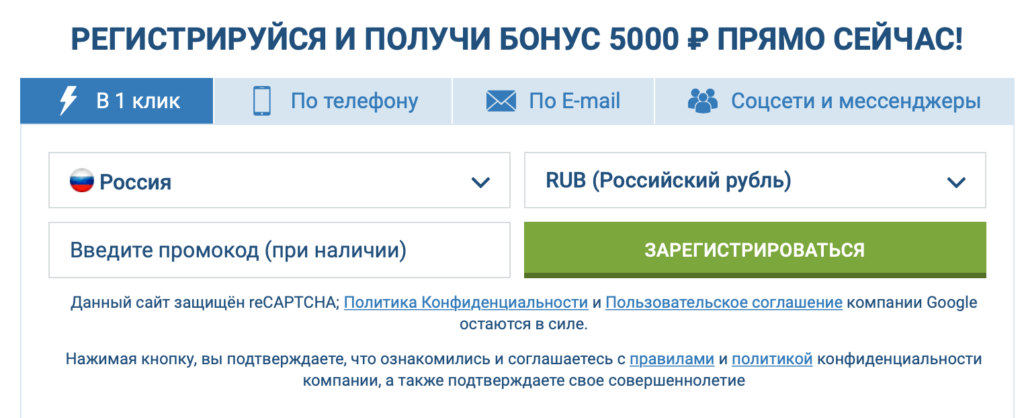 РЕГИСТРИРУЙСЯ И ПОЛУЧИ БОНУС 5000 ₽ ПРЯМО СЕЙЧАС!
В 1 клик
По телефону
По E-mail
Соцсети и мессенджеры
Россия
RUB (Российский рубль)
Введите промокод (при наличии)
ЗАРЕГИСТРИРОВАТЬСЯ
Данный сайт защищён reCAPTCHA; Политика Конфиденциальности и Пользовательское соглашение компании Google
остаются в силе.
Нажимая кнопку, вы подтверждаете, что ознакомились и соглашаетесь с правилами и политикой конфиденциальности
компании, а также подтверждаете свое совершеннолетие